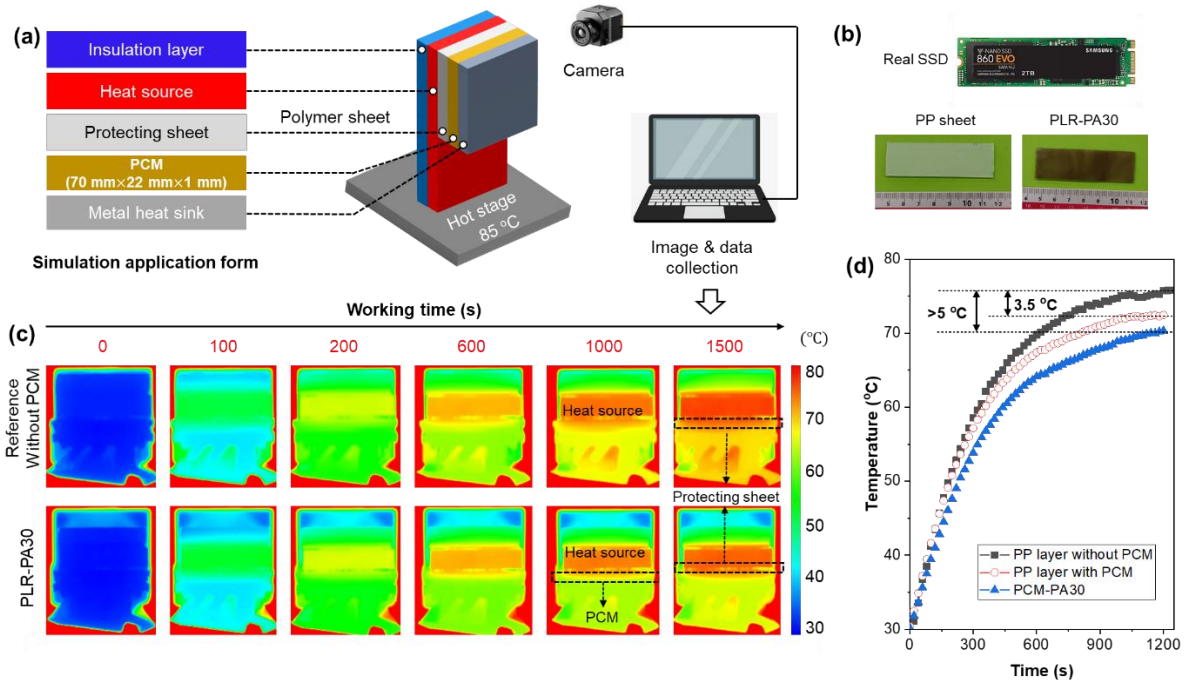 (a)
Insulation layer
Heat source
Protecting sheet
PCM
(70 mm×22 mm×1 mm)
Metal heat sink
Polymer sheet
Simulation application form
Hot stage
85 °C
Camera
Image & data
collection
(b)
Real SSD
V-NAND SSD
860 EVO
SAMSUNG
2TB
PP sheet
PLR-PA30
(c)
Working time (s)
0
100
200
600
1000
1500
(°C)
Reference
Without PCM
PLR-PA30
Heat source
Protecting sheet
Heat source
PCM
80
70
60
50
40
30
(d)
Temperature (°C)
80
70
60
50
40
30
>5 °C
3.5 °C
PP layer without PCM
PP layer with PCM
PCM-PA30
0
300
600
900
1200
Time (s)